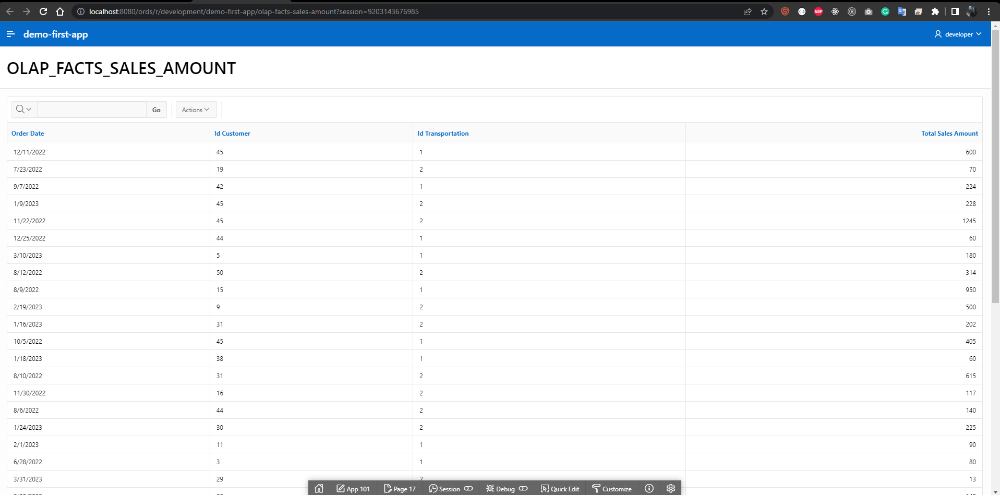 localhost:8080/ords/r/development/demo-first-app/olap-facts-sales-amount?session=9203143676985
ABP
demo-first-app
developer
OLAP_FACTS_SALES_AMOUNT
Go Actions
Order Date Id Customer Id Transportation Total Sales Amount
12/11/2022 45 1 600
7/23/2022 19 2 70
9/7/2022 42 1 224
1/9/2023 45 2 228
11/22/2022 45 2 1245
12/25/2022 44 1 60
3/10/2023 5 1 180
8/12/2022 50 2 314
8/9/2022 15 1 950
2/19/2023 9 2 500
1/16/2023 31 2 202
10/5/2022 45 1 405
1/18/2023 38 1 60
8/10/2022 31 2 615
11/30/2022 16 2 117
8/6/2022 44 2 140
1/24/2023 30 2 225
2/1/2023 11 1 90
6/28/2022 3 1 80
3/31/2023 29 2 13
App 101 Page 17 Session Debug Quick Edit Customize